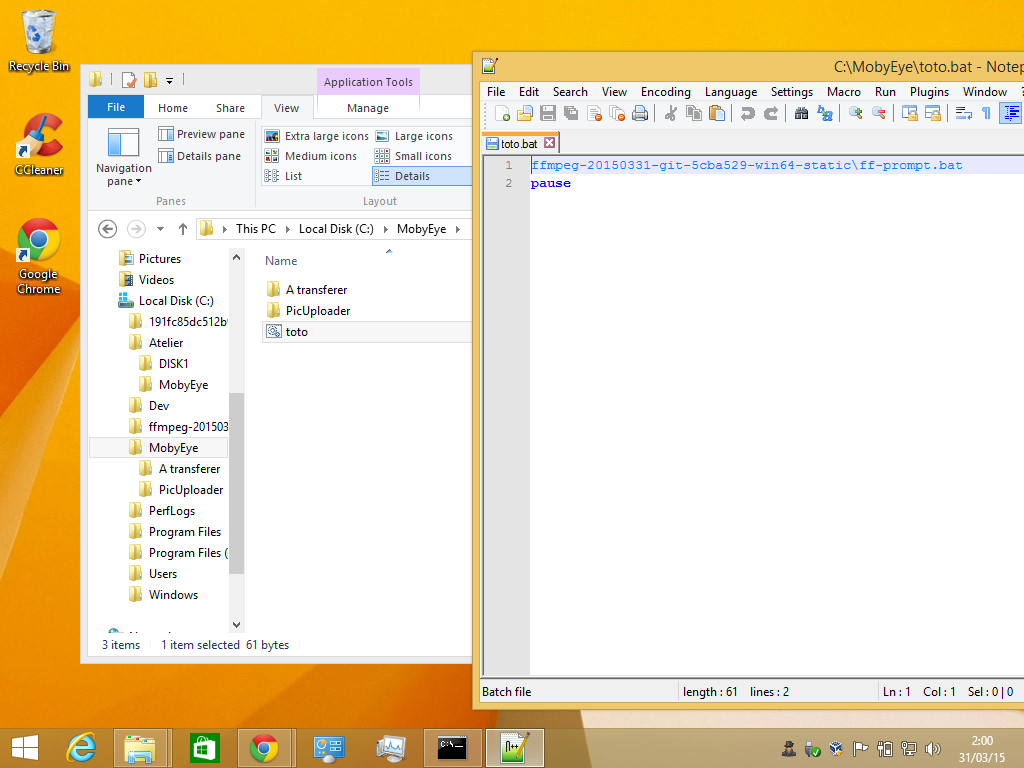 Recycle Bin
CCleaner
Google
Chrome
Application Tools
File Home Share View Manage
Navigation
pane
Preview pane
Details pane
Panes
Extra large icons Large icons
Medium icons Small icons
List Details
Layout
This PC Local Disk (C:) MobyEye
Pictures
Videos
Local Disk (C:)
191fc85dc512b
Atelier
DISK1
MobyEye
Dev
ffmpeg-201503
MobyEye
A transferer
PicUploader
PerfLogs
Program Files
Program Files (
Users
Windows
Name
A transferer
PicUploader
toto
3 items 1 item selected 61 bytes
C:\MobyEye\toto.bat - Notep
File Edit Search View Encoding Language Settings Macro Run Plugins Window ?
toto.bat
1 ffmpeg-20150331-git-5cba529-win64-static\ff-prompt.bat
2 pause
Batch file length : 61 lines : 2 Ln : 1 Col : 1 Sel : 0 | 0
2:00
31/03/15